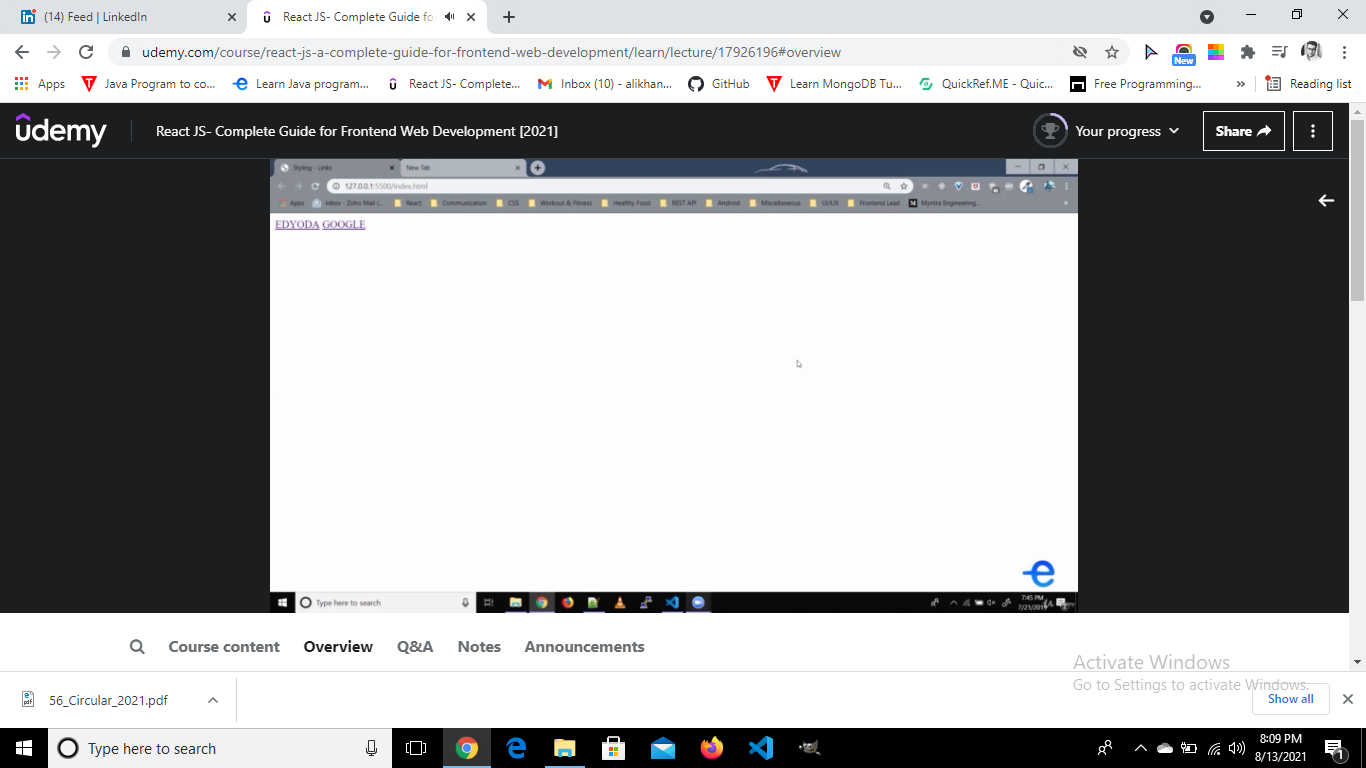 (14) Feed | LinkedIn
React JS- Complete Guide fo
udemy.com/course/react-js-a-complete-guide-for-frontend-web-development/learn/lecture/17926196#overview
New
Apps
Java Program to co...
Learn Java program...
React JS- Complete...
Inbox (10) - alikhan...
GitHub
Learn MongoDB Tu...
QuickRef.ME - Quic...
Free Programming...
»
Reading list
udemy
React JS- Complete Guide for Frontend Web Development [2021]
Your progress
Share
Styling - Links
New Tab
127.0.0.1:5500/index.html
Apps
Inbox - Zoho Mail (...
React
Communication
CSS
Workout & Fitness
Healthy Food
REST API
Android
Miscellaneous
UI/UX
Frontend Lead
Myntra Engineering...
EDYODA GOOGLE
Type here to search
7:45 PM
7/21/2019
Course content
Overview
Q&A
Notes
Announcements
Activate Windows
Go to Settings to activate Windows.
56_Circular_2021.pdf
Show all
Type here to search
8:09 PM
8/13/2021
1